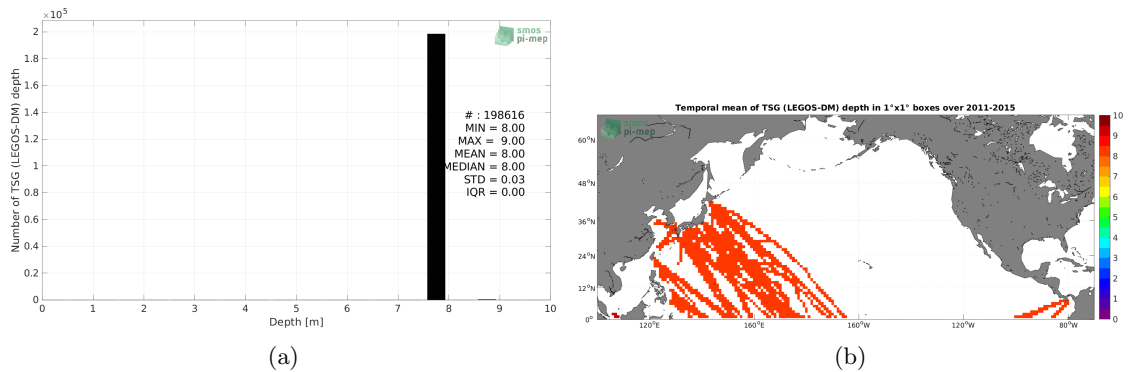 ×10⁵
smos
pi-mep
2
1.8
1.6
1.4
1.2
1
0.8
0.6
0.4
0.2
0
Number of TSG (LEGOS-DM) depth
# : 198616
MIN = 8.00
MAX = 9.00
MEAN = 8.00
MEDIAN = 8.00
STD = 0.03
IQR = 0.00
0 1 2 3 4 5 6 7 8 9 10
Depth [m]
(a)
Temporal mean of TSG (LEGOS-DM) depth in 1°x1° boxes over 2011-2015
smos
pi-mep
60°N
48°N
36°N
24°N
12°N
0°
120°E 160°E 160°W 120°W 80°W
10
9
8
7
6
5
4
3
2
1
0
(b)